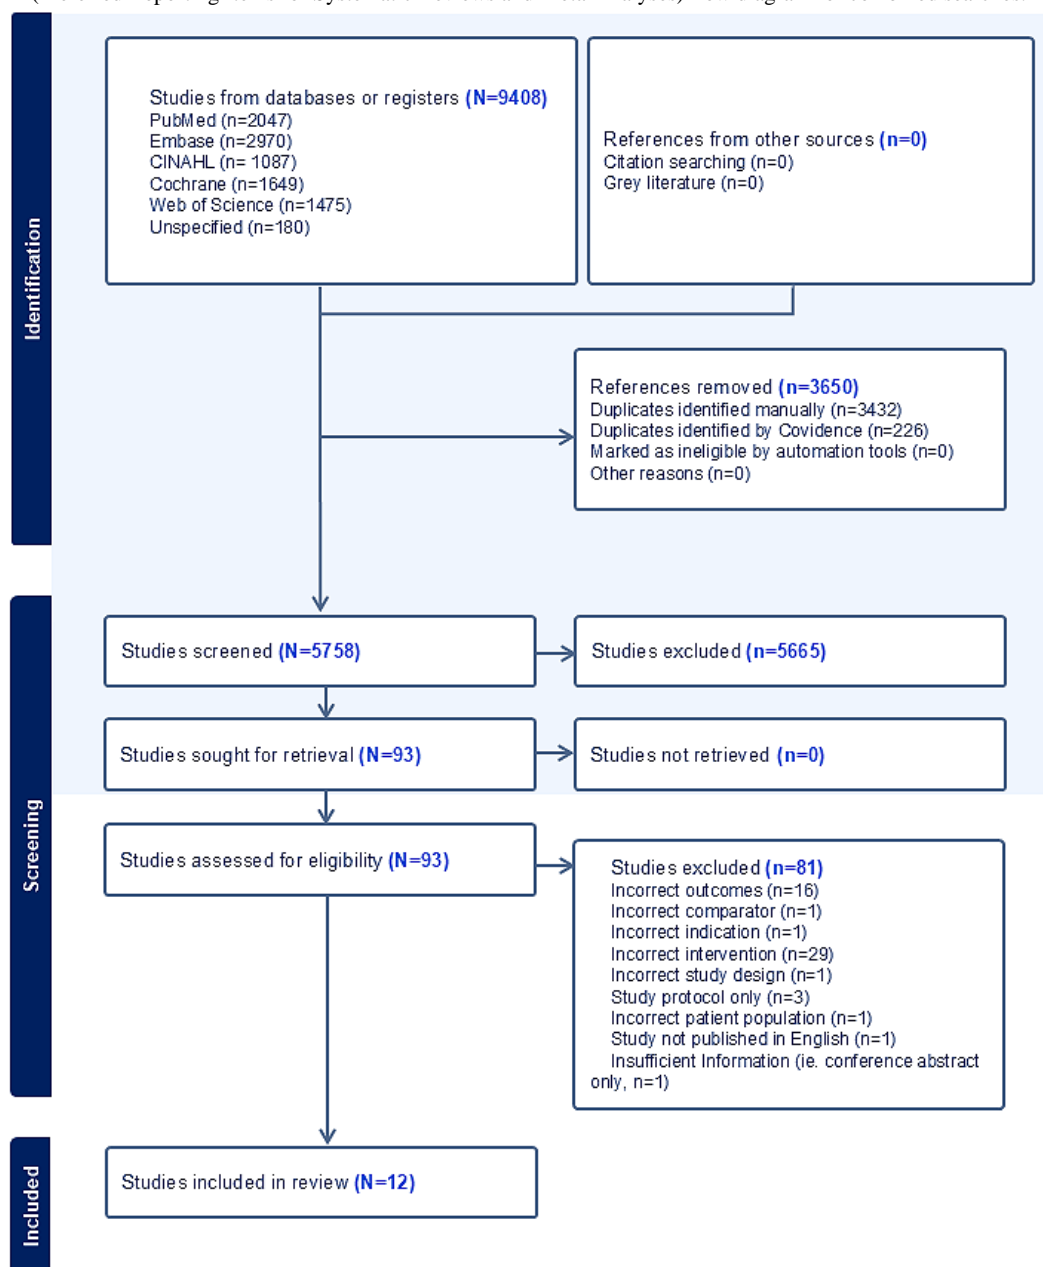 Identification
Studies from databases or registers (N=9408)
PubMed (n=2047)
Embase (n=2970)
CINAHL (n= 1087)
Cochrane (n=1649)
Web of Science (n=1475)
Unspecified (n=180)
References from other sources (n=0)
Citation searching (n=0)
Grey literature (n=0)
References removed (n=3650)
Duplicates identified manually (n=3432)
Duplicates identified by Covidence (n=226)
Marked as ineligible by automation tools (n=0)
Other reasons (n=0)
Screening
Studies screened (N=5758)
Studies excluded (n=5665)
Studies sought for retrieval (N=93)
Studies not retrieved (n=0)
Studies assessed for eligibility (N=93)
Studies excluded (n=81)
Incorrect outcomes (n=16)
Incorrect comparator (n=1)
Incorrect indication (n=1)
Incorrect intervention (n=29)
Incorrect study design (n=1)
Study protocol only (n=3)
Incorrect patient population (n=1)
Study not published in English (n=1)
Insufficient Information (ie. conference abstract
only, n=1)
Included
Studies included in review (N=12)